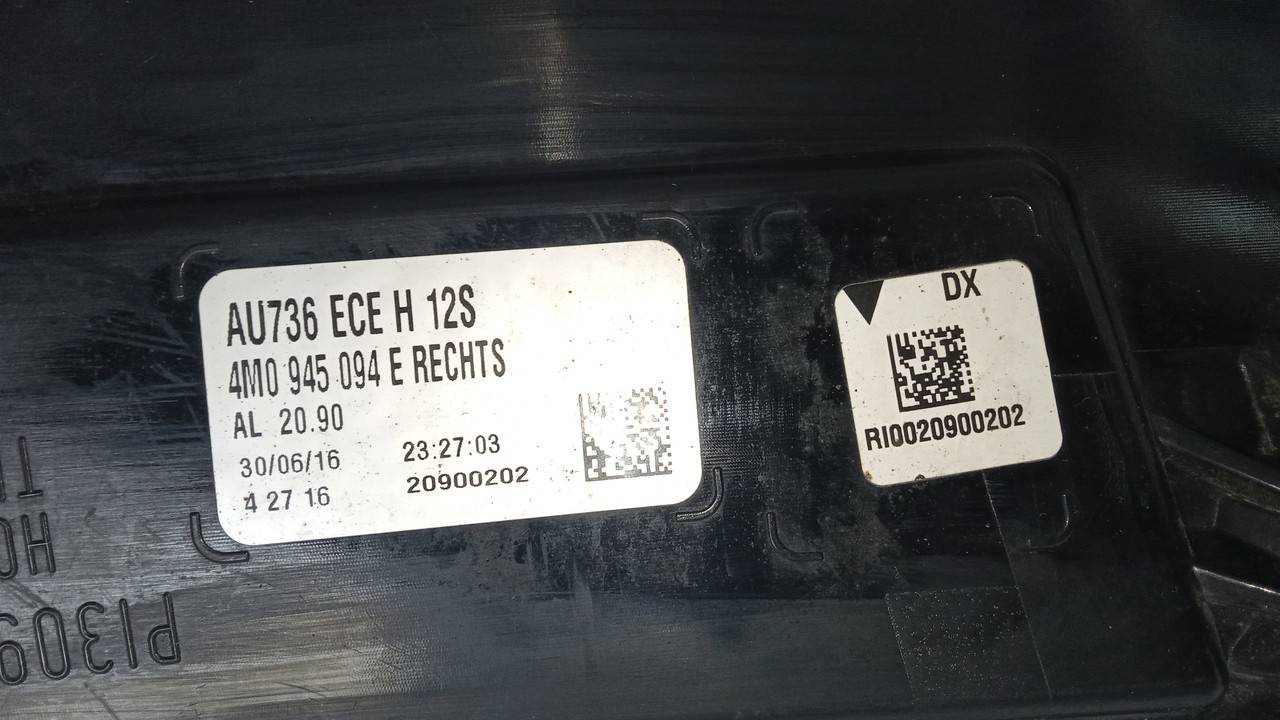 AU736 ECE H 12S
4M0 945 094 E RECHTS
AL 20.90
30/06/16 23:27:03
4 27 16 20900202
DX
RI0020900202
PI309